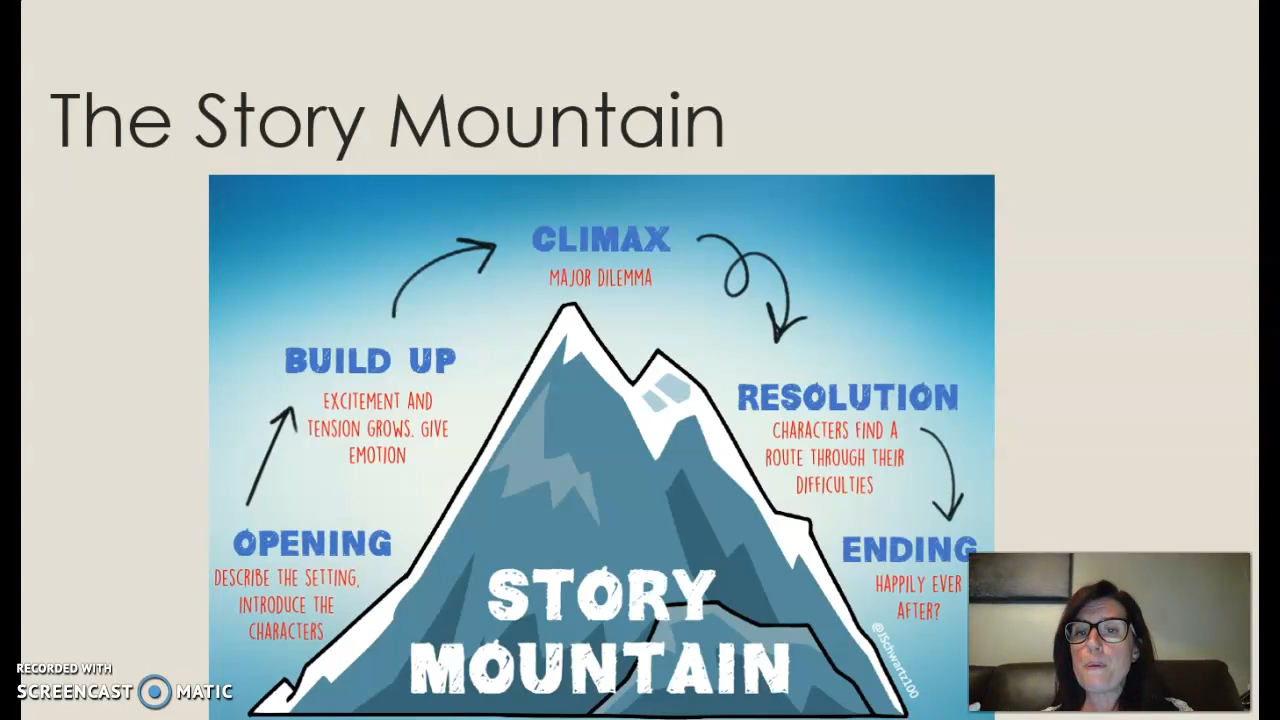 The Story Mountain
CLIMAX
MAJOR DILEMMA
BUILD UP
EXCITEMENT AND
TENSION GROWS. GIVE
EMOTION
RESOLUTION
CHARACTERS FIND A
ROUTE THROUGH THEIR
DIFFICULTIES
OPENING
DESCRIBE THE SETTING,
INTRODUCE THE
CHARACTERS
ENDING
HAPPILY EVER
AFTER?
STORY
MOUNTAIN
@JSchwartz100
RECORDED WITH
SCREENCAST MATIC